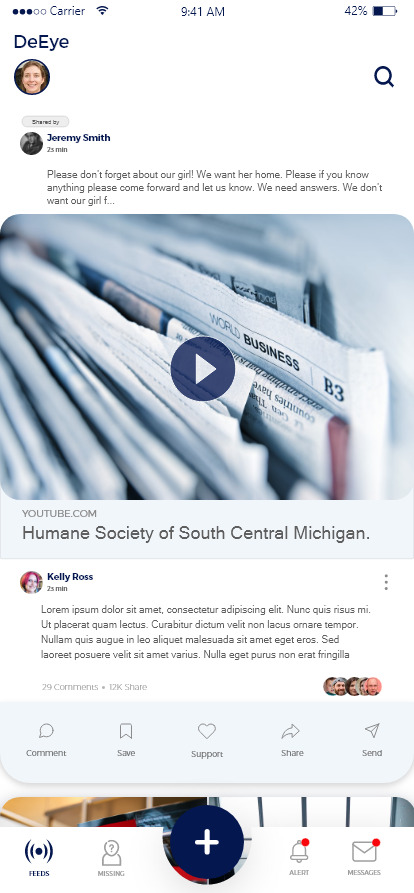 Carrier 9:41 AM 42%
DeEye
Shared by
Jeremy Smith
2s min
Please don't forget about our girl! We want her home. Please if you know
anything please come forward and let us know. We need answers. We don't
want our girl f...
WORLD BUSINESS B3
countries
have
YOUTUBE.COM
Humane Society of South Central Michigan.
Kelly Ross
2s min
Lorem ipsum dolor sit amet, consectetur adipiscing elit. Nunc quis risus mi.
Ut placerat quam lectus. Curabitur dictum velit non lacus ornare tempor.
Nullam quis augue in leo aliquet malesuada sit amet eget eros. Sed
laoreet posuere velit sit amet varius. Nulla eget purus non erat fringilla
29 Comments • 12K Share
Comment Save Support Share Send
FEEDS MISSING ALERT MESSAGES